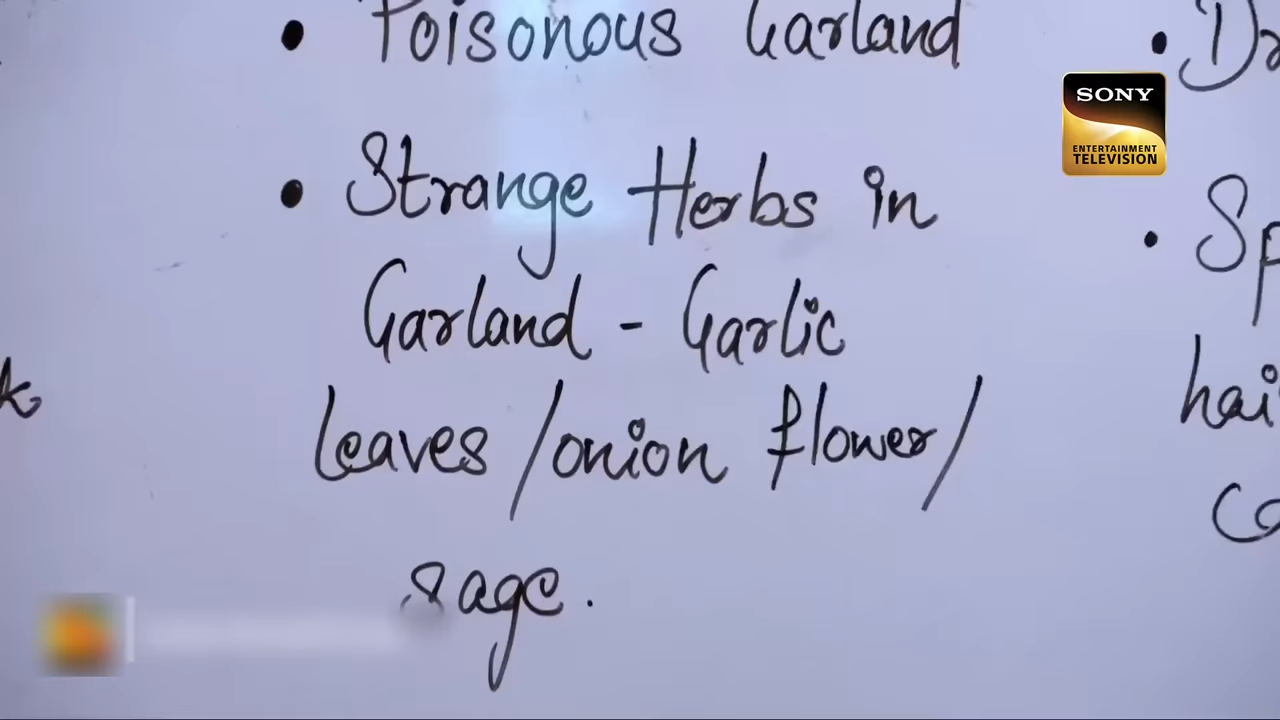 • Poisonous Garland
• Strange Herbs in
Garland - Garlic
leaves /onion flower/
sage.
SONY
ENTERTAINMENT
TELEVISION